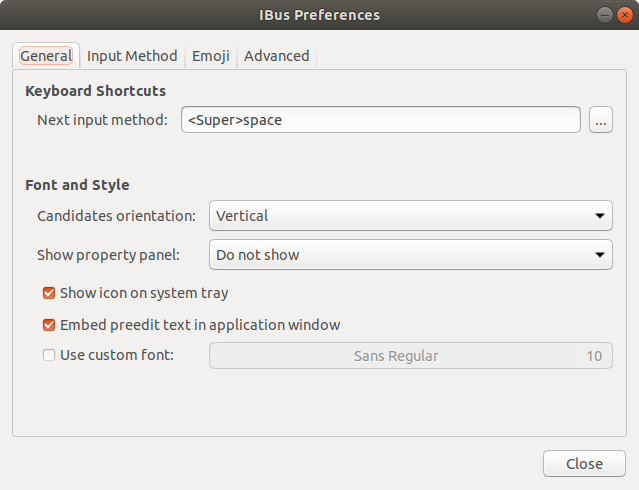 IBus Preferences
General Input Method Emoji Advanced
Keyboard Shortcuts
Next input method: <Super>space ...
Font and Style
Candidates orientation: Vertical
Show property panel: Do not show
Show icon on system tray
Embed preedit text in application window
Use custom font: Sans Regular 10
Close